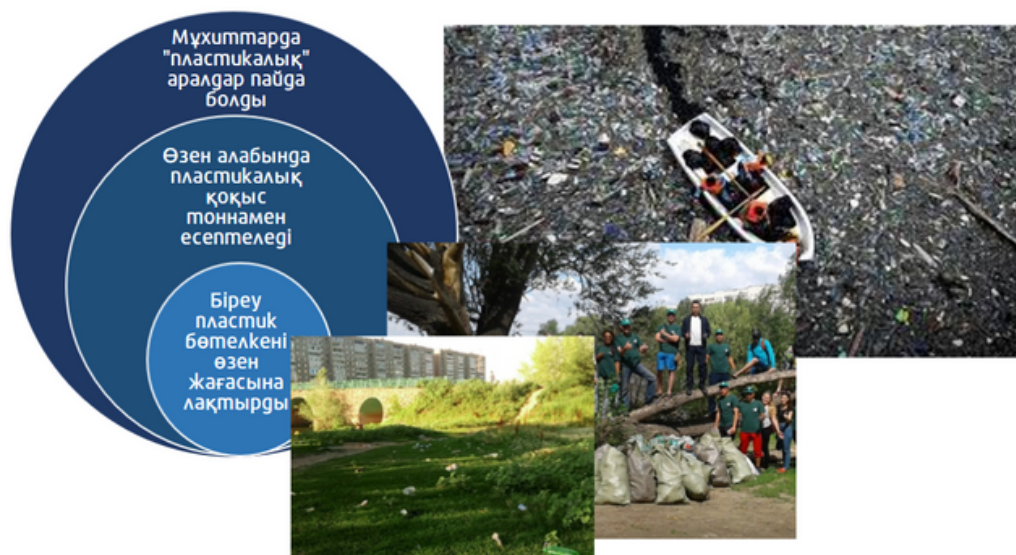 Мұхиттарда
"пластикалық"
аралдар пайда
болды
Өзен алабында
пластикалық
қоқыс
тоннамен
есептеледі
Біреу
пластик
бөтелкені
өзен
жағасына
лақтырды